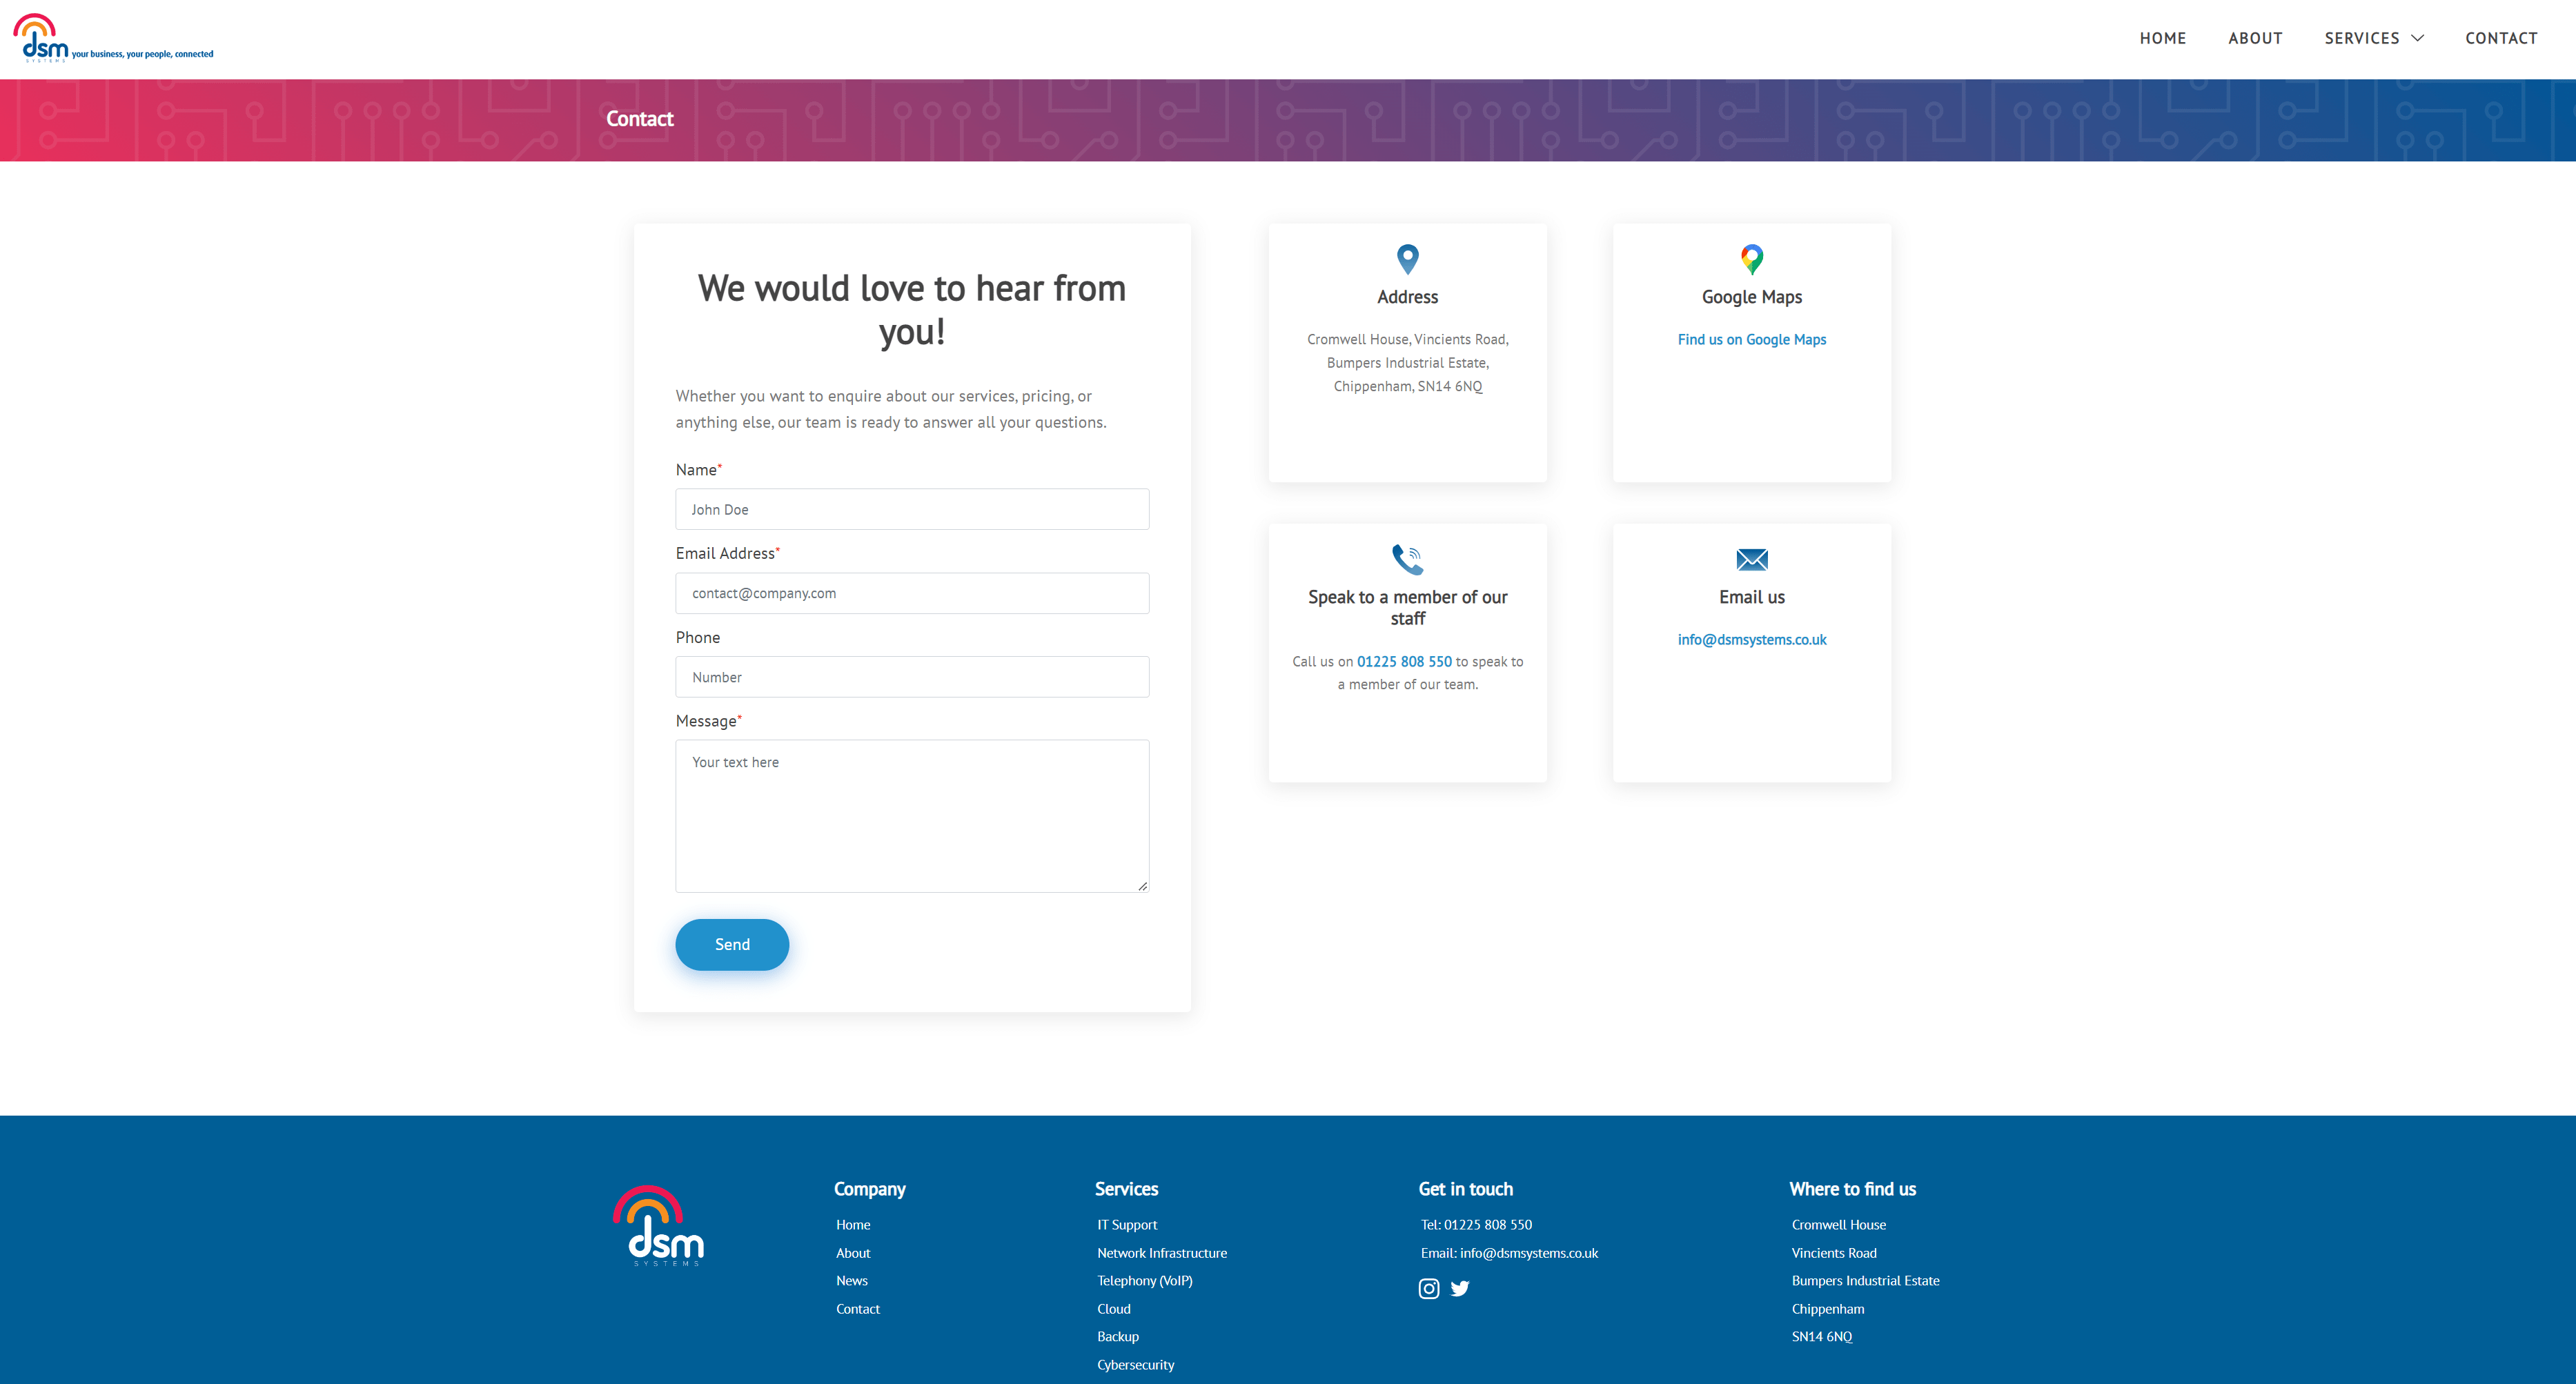 dsm
SYSTEMS
your business, your people, connected
HOME
ABOUT
SERVICES
CONTACT
Contact
We would love to hear from
you!
Whether you want to enquire about our services, pricing, or
anything else, our team is ready to answer all your questions.
Name*
John Doe
Email Address*
contact@company.com
Phone
Number
Message*
Your text here
Send
Address
Cromwell House, Vincients Road,
Bumpers Industrial Estate,
Chippenham, SN14 6NQ
Google Maps
Find us on Google Maps
Speak to a member of our
staff
Call us on 01225 808 550 to speak to
a member of our team.
Email us
info@dsmsystems.co.uk
dsm
SYSTEMS
Company
Home
About
News
Contact
Services
IT Support
Network Infrastructure
Telephony (VoIP)
Cloud
Backup
Cybersecurity
Get in touch
Tel: 01225 808 550
Email: info@dsmsystems.co.uk
Where to find us
Cromwell House
Vincients Road
Bumpers Industrial Estate
Chippenham
SN14 6NQ